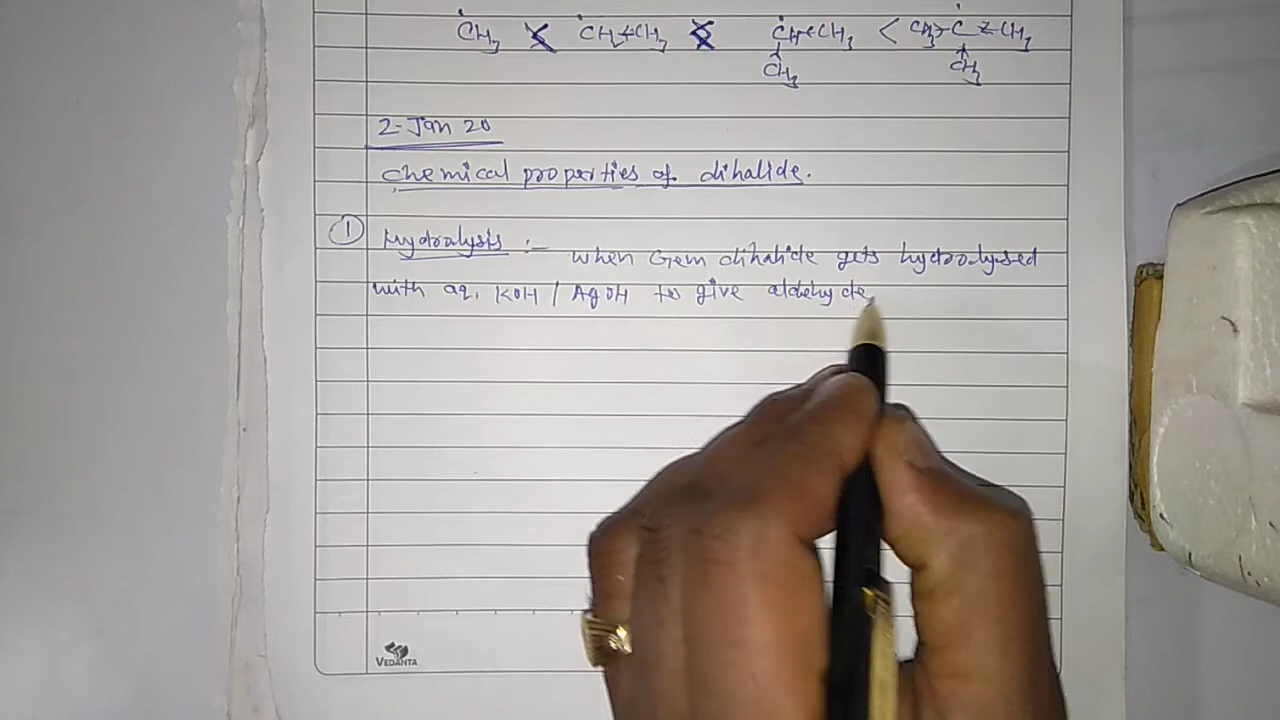 ĊH₃ < ĊH₂←CH₃ < ĊH←CH₃ < CH₃→Ċ←CH₃
CH₃ CH₃
2-Jan 20
Chemical properties of dihalide.
① Hydrolysis :- when Gem dihalide gets hydrolysed
with aq. KOH / AgOH to give aldehyde
VEDANTA